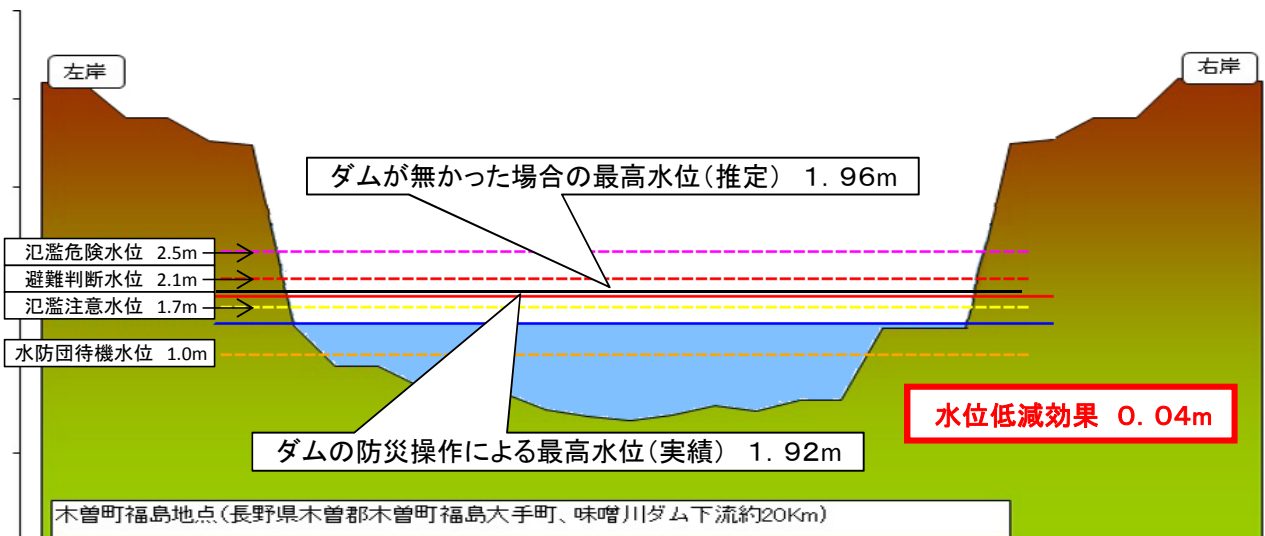 左岸
右岸
ダムが無かった場合の最高水位(推定) 1.96m
氾濫危険水位 2.5m
避難判断水位 2.1m
氾濫注意水位 1.7m
水防団待機水位 1.0m
水位低減効果 0.04m
ダムの防災操作による最高水位(実績) 1.92m
木曽町福島地点(長野県木曽郡木曽町福島大手町、味噌川ダム下流約20Km)